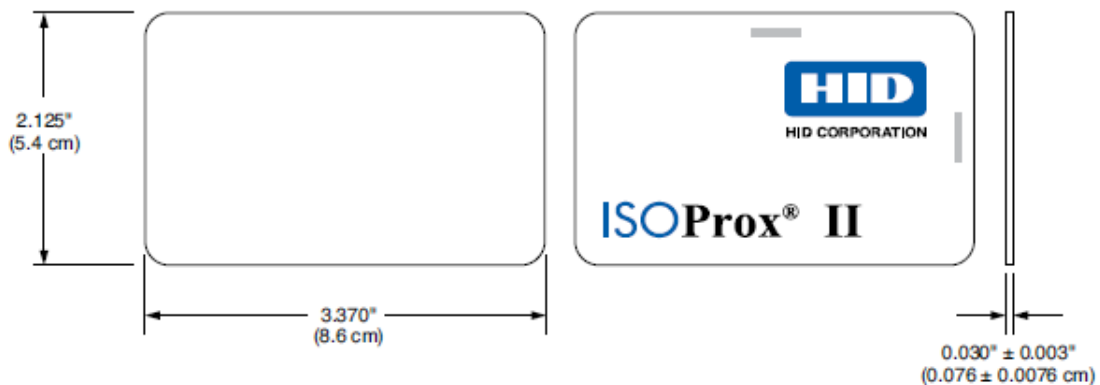 2.125"
(5.4 cm)
HID
HID CORPORATION
ISOProx® II
3.370"
(8.6 cm)
0.030" ± 0.003"
(0.076 ± 0.0076 cm)